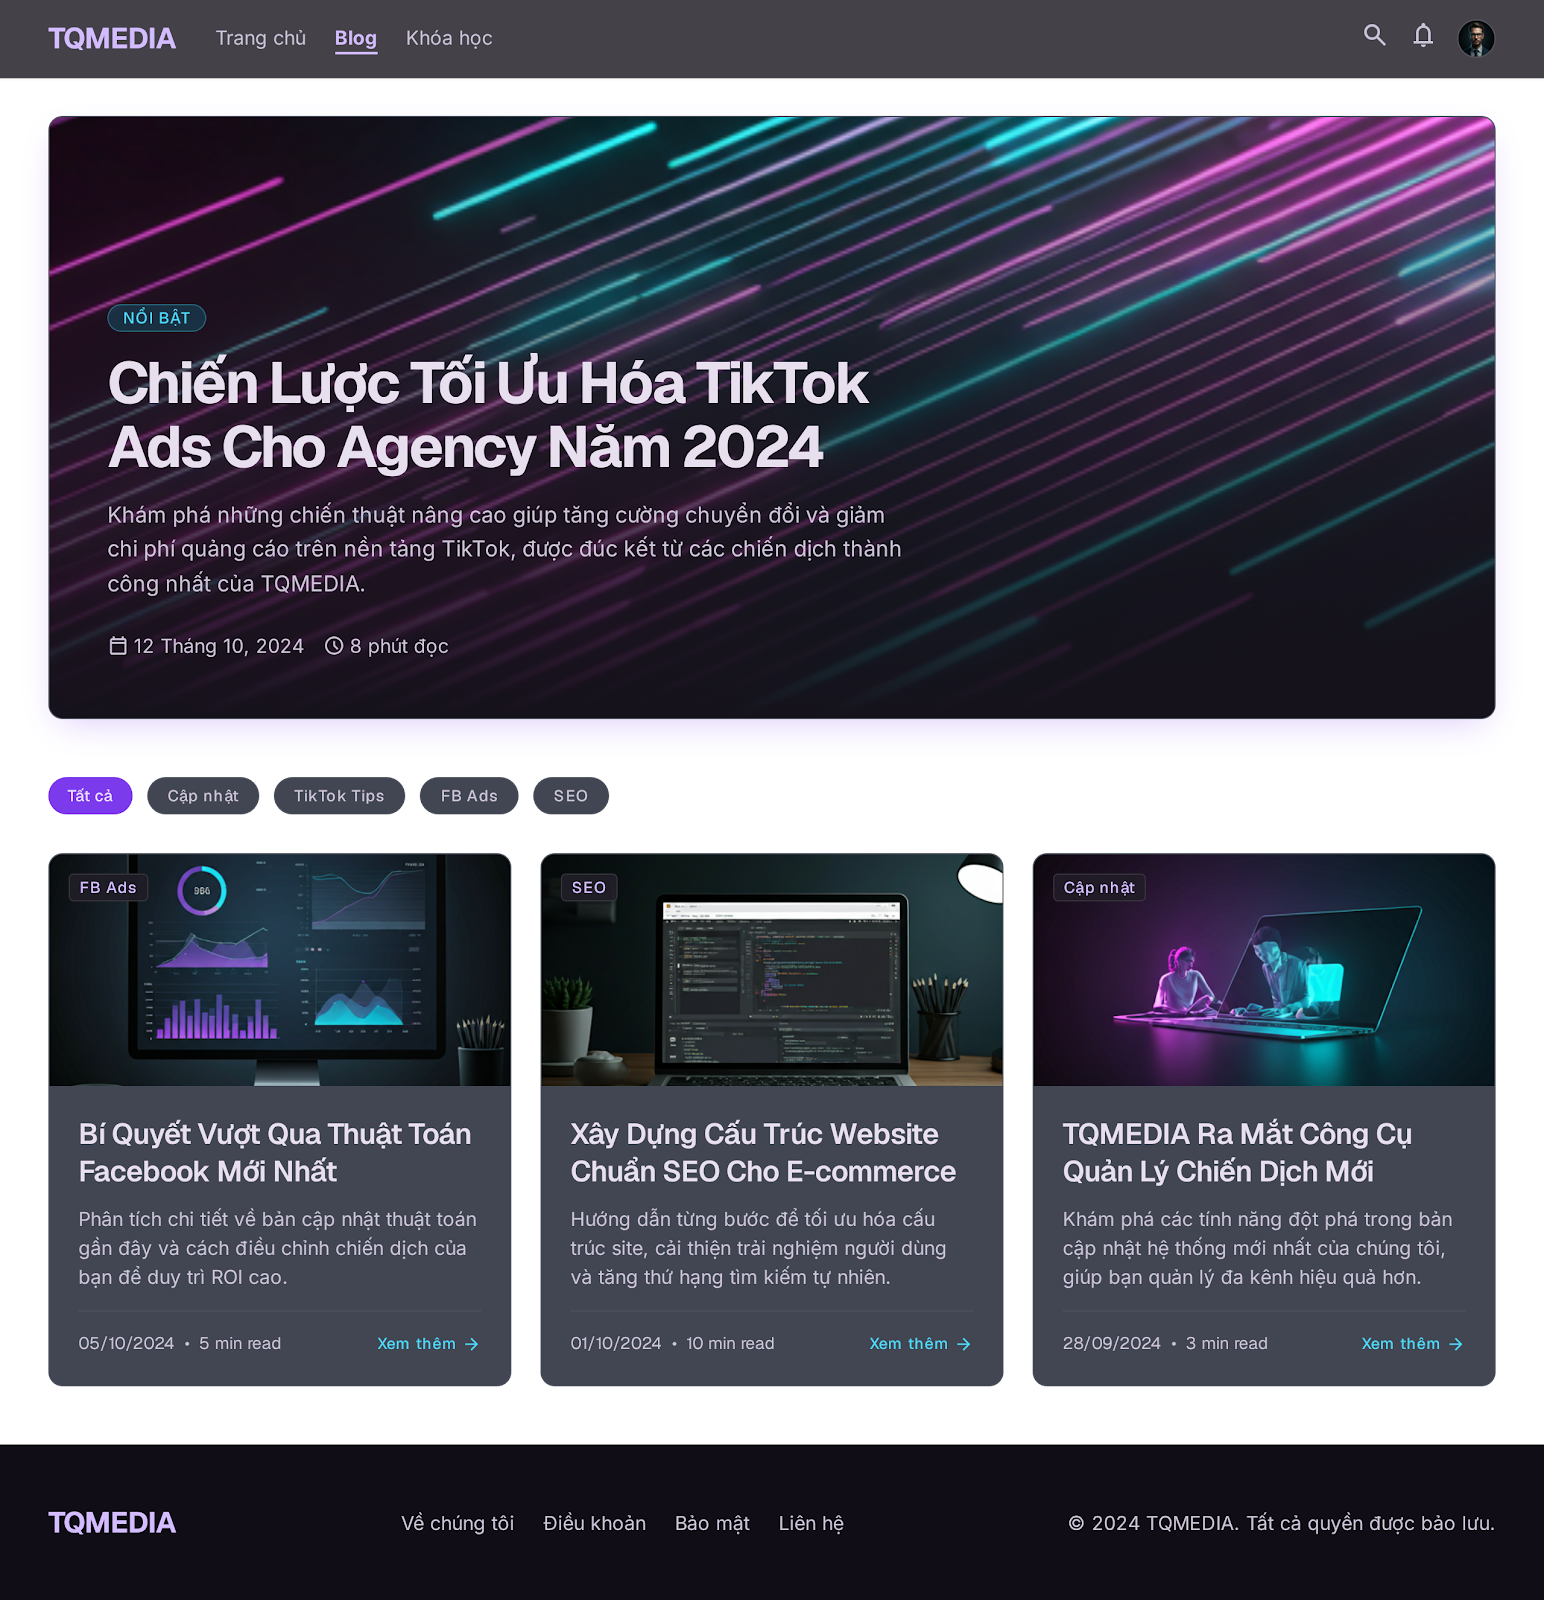 TQMEDIA Trang chủ Blog Khóa học
NỔI BẬT
Chiến Lược Tối Ưu Hóa TikTok
Ads Cho Agency Năm 2024
Khám phá những chiến thuật nâng cao giúp tăng cường chuyển đổi và giảm
chi phí quảng cáo trên nền tảng TikTok, được đúc kết từ các chiến dịch thành
công nhất của TQMEDIA.
12 Tháng 10, 2024 8 phút đọc
Tất cả Cập nhật TikTok Tips FB Ads SEO
FB Ads
Bí Quyết Vượt Qua Thuật Toán
Facebook Mới Nhất
Phân tích chi tiết về bản cập nhật thuật toán
gần đây và cách điều chỉnh chiến dịch của
bạn để duy trì ROI cao.
05/10/2024 • 5 min read Xem thêm →
SEO
Xây Dựng Cấu Trúc Website
Chuẩn SEO Cho E-commerce
Hướng dẫn từng bước để tối ưu hóa cấu
trúc site, cải thiện trải nghiệm người dùng
và tăng thứ hạng tìm kiếm tự nhiên.
01/10/2024 • 10 min read Xem thêm →
Cập nhật
TQMEDIA Ra Mắt Công Cụ
Quản Lý Chiến Dịch Mới
Khám phá các tính năng đột phá trong bản
cập nhật hệ thống mới nhất của chúng tôi,
giúp bạn quản lý đa kênh hiệu quả hơn.
28/09/2024 • 3 min read Xem thêm →
TQMEDIA Về chúng tôi Điều khoản Bảo mật Liên hệ © 2024 TQMEDIA. Tất cả quyền được bảo lưu.